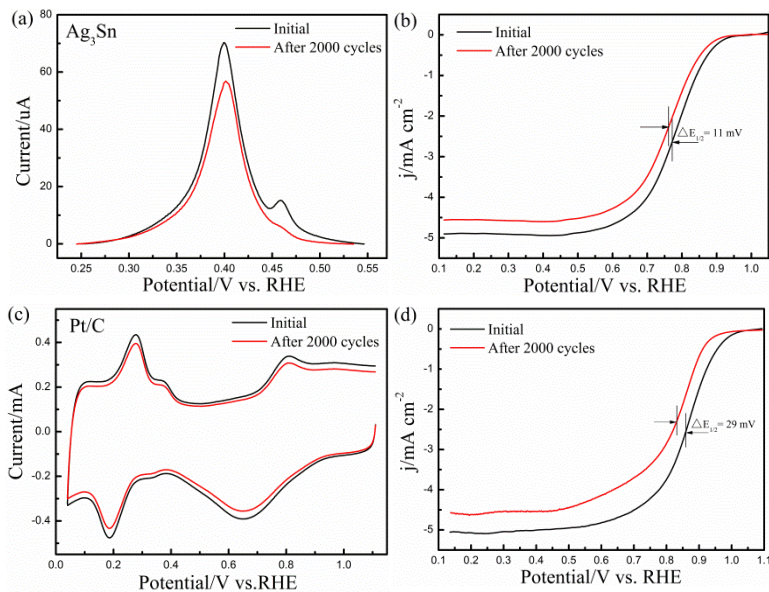 (a)
Ag3Sn
Initial
After 2000 cycles
80
60
40
20
0
Current/uA
0.25 0.30 0.35 0.40 0.45 0.50 0.55
Potential/V vs. RHE
(b)
Initial
After 2000 cycles
△E1/2= 11 mV
0
-1
-2
-3
-4
-5
j/mA cm-2
0.1 0.2 0.3 0.4 0.5 0.6 0.7 0.8 0.9 1.0
Potential/V vs. RHE
(c)
Pt/C
Initial
After 2000 cycles
0.4
0.2
0.0
-0.2
-0.4
Current/mA
0.0 0.2 0.4 0.6 0.8 1.0
Potential/V vs.RHE
(d)
Initial
After 2000 cycles
△E1/2= 29 mV
0
-1
-2
-3
-4
-5
j/mA cm-2
0.1 0.2 0.3 0.4 0.5 0.6 0.7 0.8 0.9 1.0 1.1
Potential/V vs. RHE